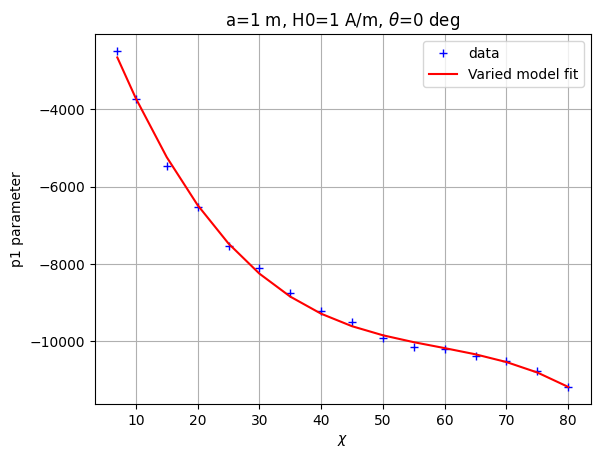 a=1 m, H0=1 A/m, θ=0 deg
data
Varied model fit
p1 parameter
−4000
−6000
−8000
−10000
10 20 30 40 50 60 70 80
χ